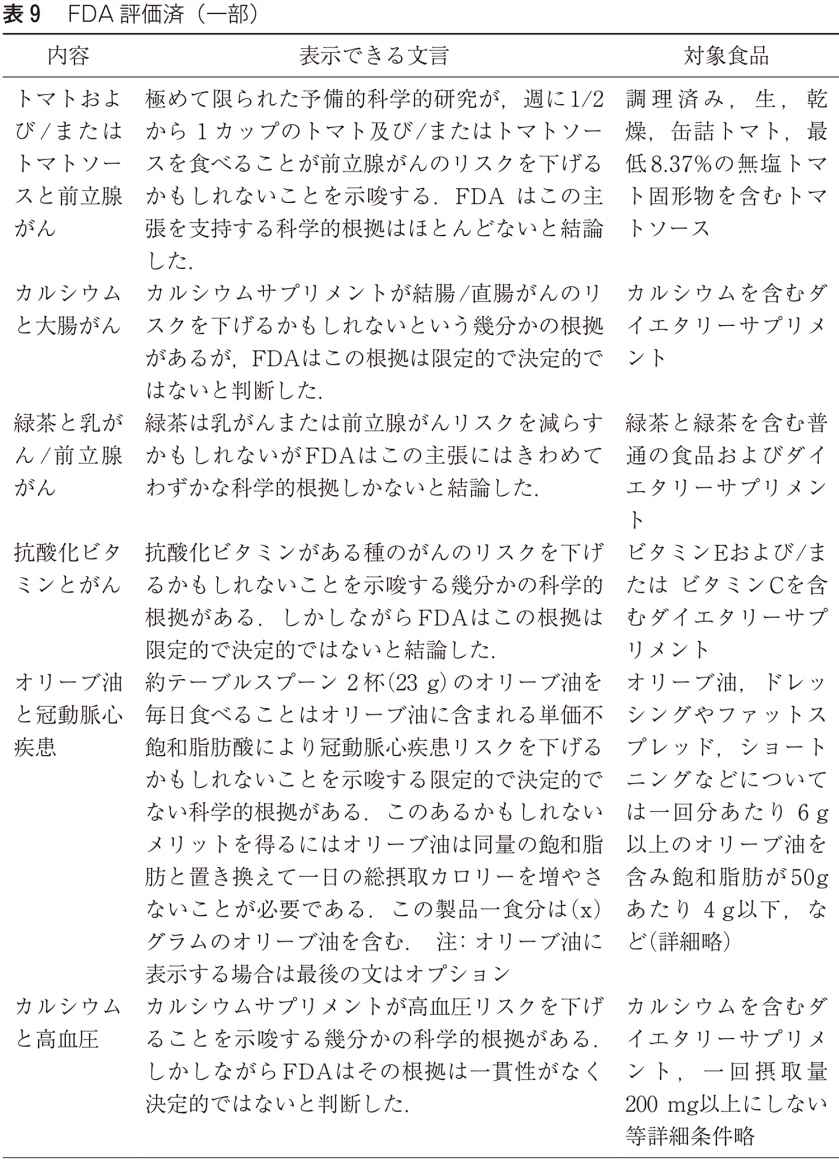 表9　FDA評価済（一部）
内容　表示できる文言　対象食品
トマトおよ
び/または
トマトソー
スと前立腺
がん
極めて限られた予備的科学的研究が，週に1/2
から1カップのトマト及び/またはトマトソー
スを食べることが前立腺がんのリスクを下げる
かもしれないことを示唆する．FDA はこの主
張を支持する科学的根拠はほとんどないと結論
した．
調理済み，生，乾
燥，缶詰トマト，最
低8.37%の無塩トマ
ト固形物を含むトマ
トソース
カルシウム
と大腸がん
カルシウムサプリメントが結腸/直腸がんのリ
スクを下げるかもしれないという幾分かの根拠
があるが，FDAはこの根拠は限定的で決定的で
はないと判断した．
カルシウムを含むダ
イエタリーサプリメ
ント
緑茶と乳が
ん/前立腺
がん
緑茶は乳がんまたは前立腺がんリスクを減らす
かもしれないがFDAはこの主張にはきわめて
わずかな科学的根拠しかないと結論した．
緑茶と緑茶を含む普
通の食品およびダイ
エタリーサプリメン
ト
抗酸化ビタ
ミンとがん
抗酸化ビタミンがある種のがんのリスクを下げ
るかもしれないことを示唆する幾分かの科学的
根拠がある．しかしながらFDAはこの根拠は
限定的で決定的ではないと結論した．
ビタミンEおよび/ま
たは ビタミンCを含
むダイエタリーサプ
リメント
オリーブ油
と冠動脈心
疾患
約テーブルスプーン2杯(23 g)のオリーブ油を
毎日食べることはオリーブ油に含まれる単価不
飽和脂肪酸により冠動脈心疾患リスクを下げる
かもしれないことを示唆する限定的で決定的で
ない科学的根拠がある．このあるかもしれない
メリットを得るにはオリーブ油は同量の飽和脂
肪と置き換えて一日の総摂取カロリーを増やさ
ないことが必要である．この製品一食分は(x)
グラムのオリーブ油を含む．　注：オリーブ油に
表示する場合は最後の文はオプション
オリーブ油，ドレッ
シングやファットス
プレッド，ショート
ニングなどについて
は一回分あたり6g
以上のオリーブ油を
含み飽和脂肪が50g
あたり4g以下，な
ど(詳細略)
カルシウム
と高血圧
カルシウムサプリメントが高血圧リスクを下げ
ることを示唆する幾分かの科学的根拠がある．
しかしながらFDAはその根拠は一貫性がなく
決定的ではないと判断した．
カルシウムを含むダ
イエタリーサプリメ
ント，一回摂取量
200 mg以上にしない
等詳細条件略